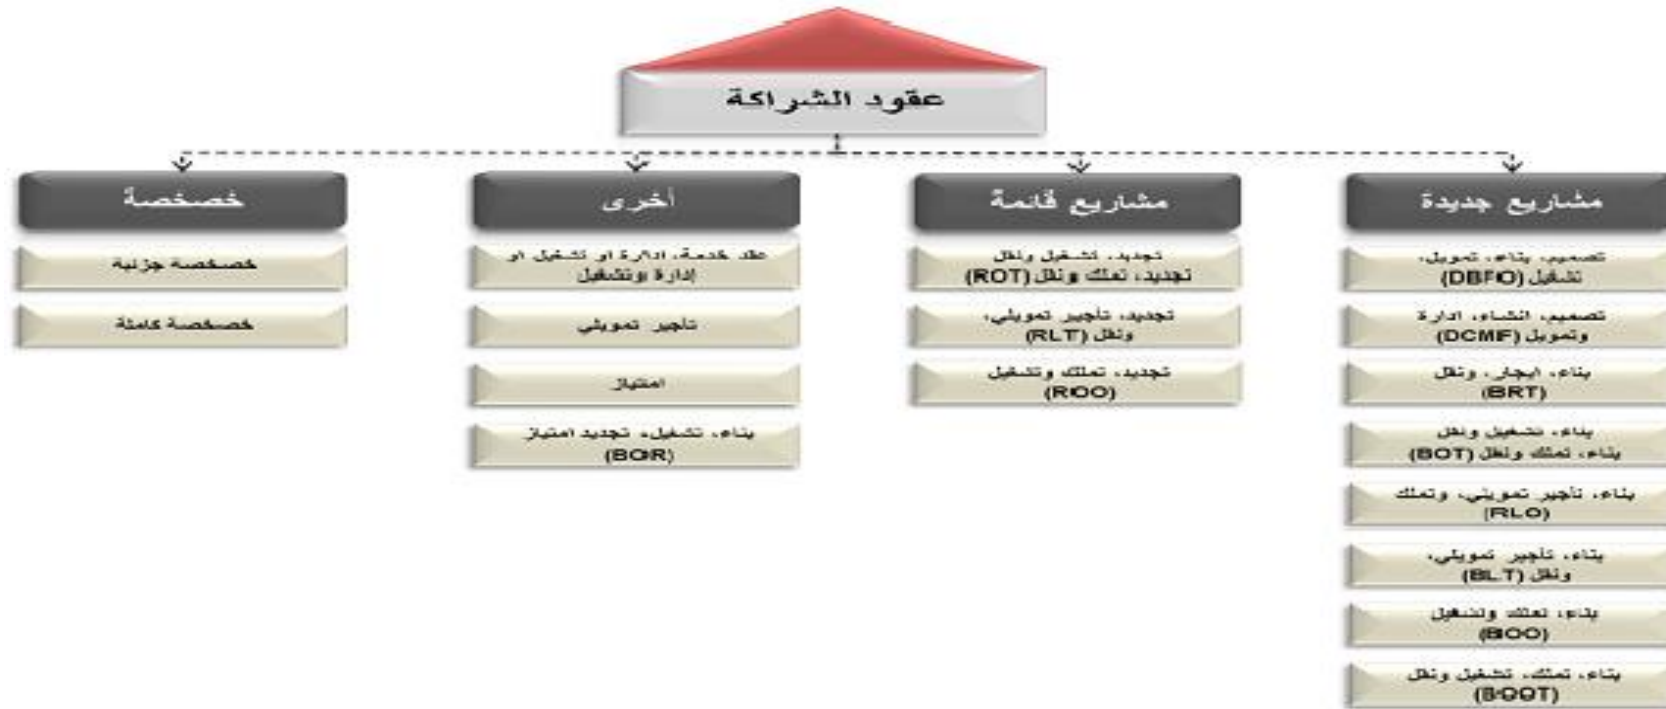 عقود الشراكة
مشاريع جديدة
تصميم، بناء، تمويل،
تشغيل (DBFO)
تصميم، انشاء، ادارة
وتمويل (DCMF)
بناء، ايجار، ونقل
(BRT)
بناء، تشغيل ونقل
بناء، تملك ونقل (BOT)
بناء، تأجير تمويلي، وتملك
(BLO)
بناء، تأجير تمويلي،
ونقل (BLT)
بناء، تملك وتشغيل
(BOO)
بناء، تملك، تشغيل ونقل
(BOOT)
مشاريع قائمة
تجديد، تشغيل ونقل
تجديد، تملك ونقل (ROT)
تجديد، تأجير تمويلي،
ونقل (RLT)
تجديد، تملك وتشغيل
(ROO)
أخرى
عقد خدمة، ادارة او تشغيل او
إدارة وتشغيل
تأجير تمويلي
امتياز
بناء، تشغيل، تجديد امتياز
(BOR)
خصخصة
خصخصة جزئية
خصخصة كاملة